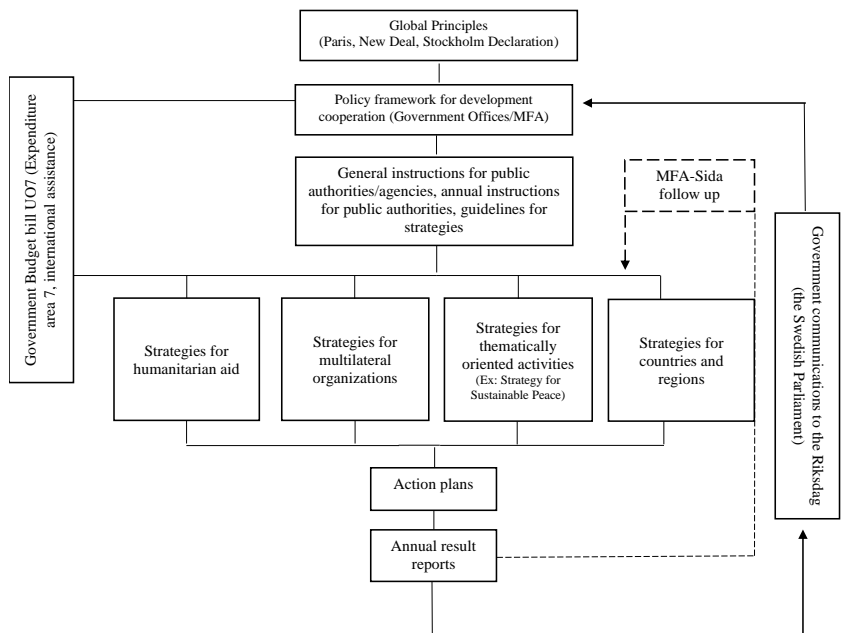 Global Principles
(Paris, New Deal, Stockholm Declaration)
Government Budget bill UO7 (Expenditure
area 7, international assistance)
Policy framework for development
cooperation (Government Offices/MFA)
General instructions for public
authorities/agencies, annual instructions
for public authorities, guidelines for
strategies
MFA-Sida
follow up
Government communications to the Riksdag
(the Swedish Parliament)
Strategies for
humanitarian aid
Strategies for
multilateral
organizations
Strategies for
thematically
oriented activities
(Ex: Strategy for
Sustainable Peace)
Strategies for
countries and
regions
Action plans
Annual result
reports